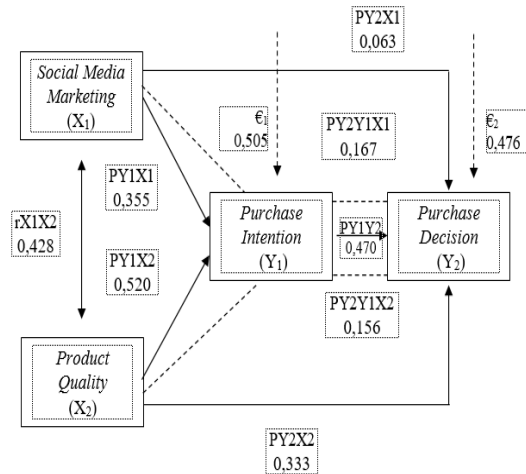 PY2X1
0,063
Social Media
Marketing
(X₁)
€₁
0,505
PY2Y1X1
0,167
€₂
0,476
PY1X1
0,355
rX1X2
0,428
PY1X2
0,520
Purchase
Intention
(Y₁)
PY1Y2
0,470
Purchase
Decision
(Y₂)
PY2Y1X2
0,156
Product
Quality
(X₂)
PY2X2
0,333